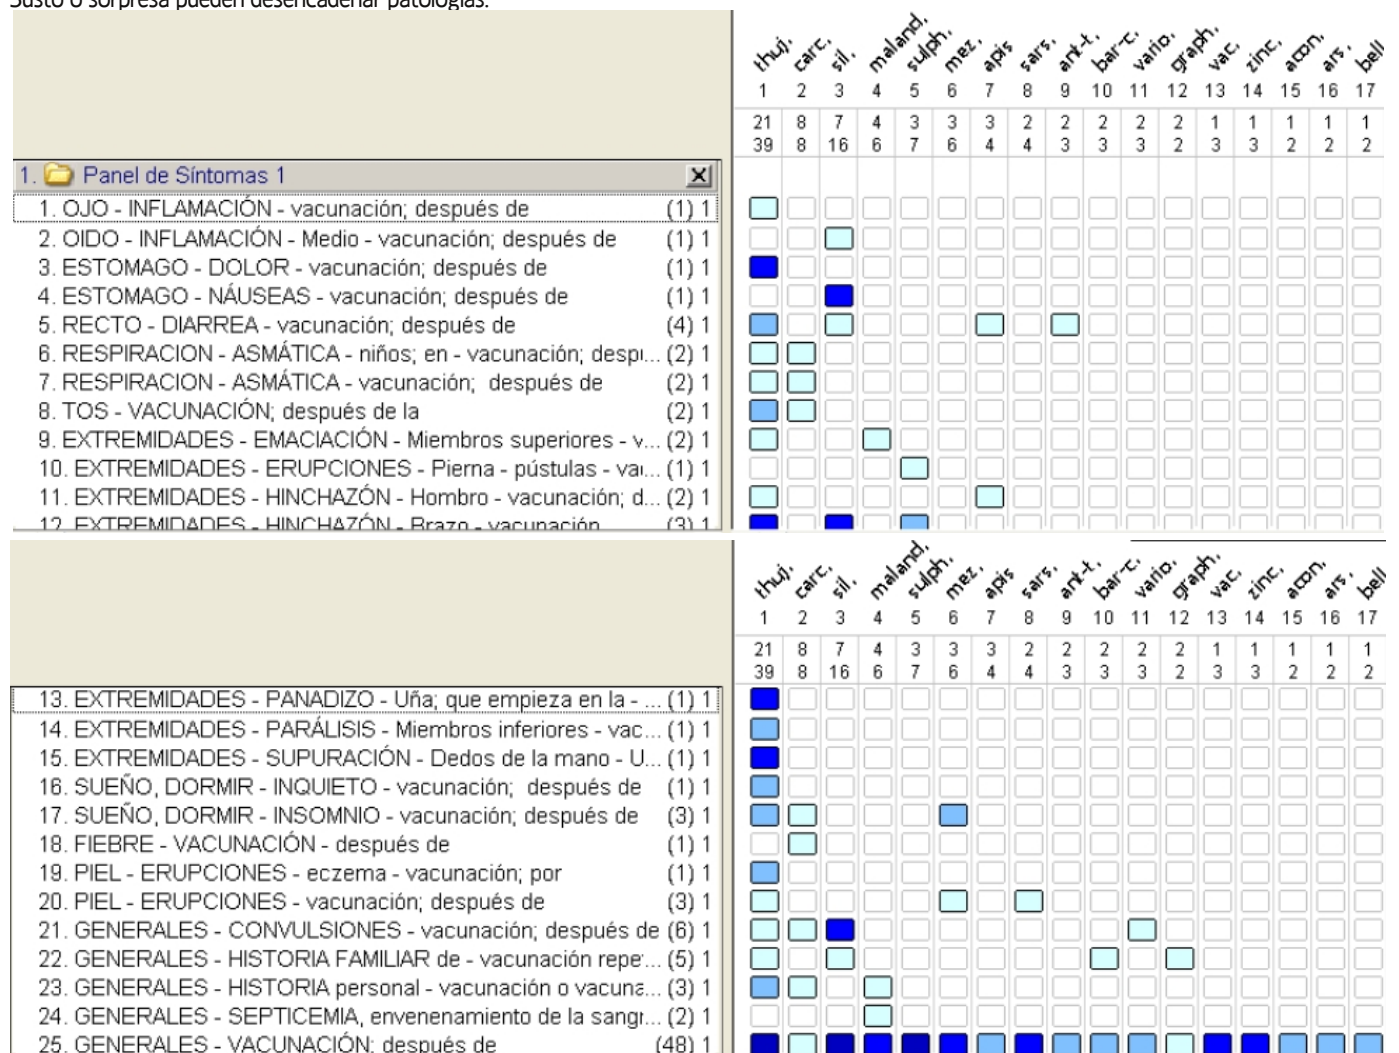 Susto o sorpresa pueden desencadenar patologías.
thuj. carc. sil. maland. sulph. mez. apis sars. ant-t. bar-c. vario. graph. vac. zinc. acon. ars. bell
1 2 3 4 5 6 7 8 9 10 11 12 13 14 15 16 17
21 8 7 4 3 3 3 2 2 2 2 2 1 1 1 1 1
39 8 16 6 7 6 4 4 3 3 3 2 3 3 2 2 2
1. Panel de Síntomas 1
1. OJO - INFLAMACIÓN - vacunación; después de (1) 1
2. OIDO - INFLAMACIÓN - Medio - vacunación; después de (1) 1
3. ESTOMAGO - DOLOR - vacunación; después de (1) 1
4. ESTOMAGO - NÁUSEAS - vacunación; después de (1) 1
5. RECTO - DIARREA - vacunación; después de (4) 1
6. RESPIRACION - ASMÁTICA - niños; en - vacunación; despu... (2) 1
7. RESPIRACION - ASMÁTICA - vacunación; después de (2) 1
8. TOS - VACUNACIÓN; después de la (2) 1
9. EXTREMIDADES - EMACIACIÓN - Miembros superiores - v... (2) 1
10. EXTREMIDADES - ERUPCIONES - Pierna - pústulas - va... (1) 1
11. EXTREMIDADES - HINCHAZÓN - Hombro - vacunación; d... (2) 1
12. EXTREMIDADES - HINCHAZÓN - Brazo - vacunación (3) 1
thuj. carc. sil. maland. sulph. mez. apis sars. ant-t. bar-c. vario. graph. vac. zinc. acon. ars. bell
1 2 3 4 5 6 7 8 9 10 11 12 13 14 15 16 17
21 8 7 4 3 3 3 2 2 2 2 2 1 1 1 1 1
39 8 16 6 7 6 4 4 3 3 3 2 3 3 2 2 2
13. EXTREMIDADES - PANADIZO - Uña; que empieza en la - ... (1) 1
14. EXTREMIDADES - PARÁLISIS - Miembros inferiores - vac... (1) 1
15. EXTREMIDADES - SUPURACIÓN - Dedos de la mano - U... (1) 1
16. SUEÑO, DORMIR - INQUIETO - vacunación; después de (1) 1
17. SUEÑO, DORMIR - INSOMNIO - vacunación; después de (3) 1
18. FIEBRE - VACUNACIÓN - después de (1) 1
19. PIEL - ERUPCIONES - eczema - vacunación; por (1) 1
20. PIEL - ERUPCIONES - vacunación; después de (3) 1
21. GENERALES - CONVULSIONES - vacunación; después de (6) 1
22. GENERALES - HISTORIA FAMILIAR de - vacunación repe... (5) 1
23. GENERALES - HISTORIA personal - vacunación o vacuna... (3) 1
24. GENERALES - SEPTICEMIA, envenenamiento de la sangr... (2) 1
25. GENERALES - VACUNACIÓN; después de (48) 1